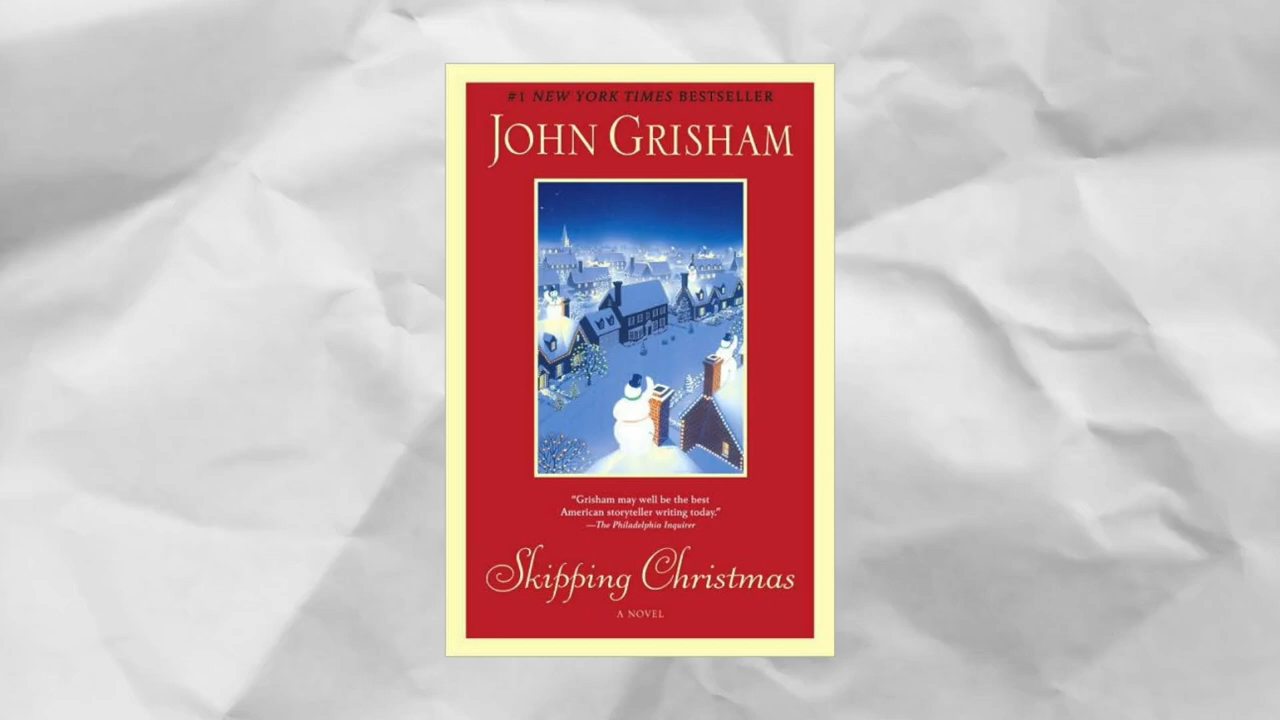 #1 NEW YORK TIMES BESTSELLER
JOHN GRISHAM
“Grisham may well be the best
American storyteller writing today.”
—The Philadelphia Inquirer
Skipping Christmas
A NOVEL